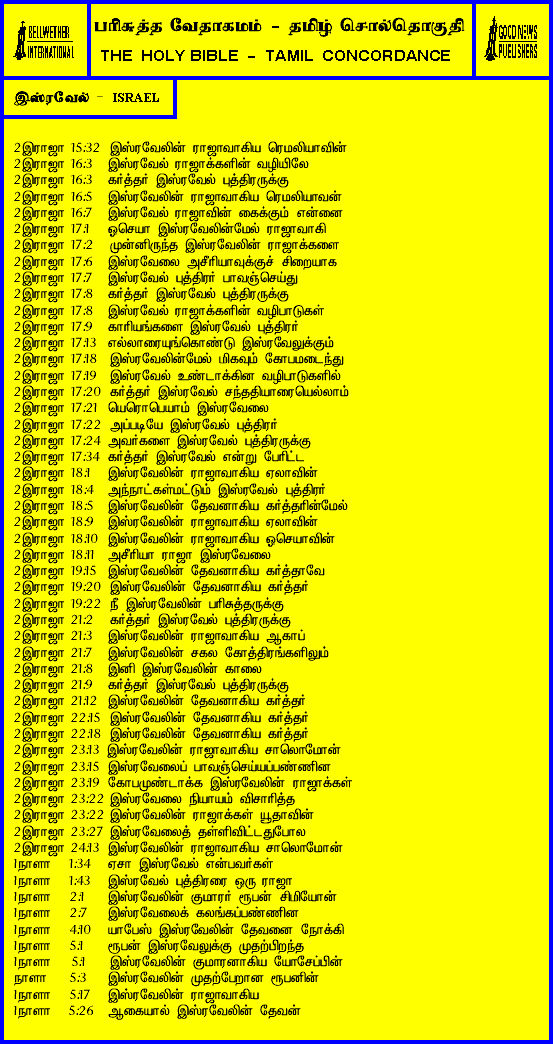 BELLWETHER INTERNATIONAL
பரிசுத்த வேதாகமம் - தமிழ் சொல்தொகுதி
THE HOLY BIBLE - TAMIL CONCORDANCE
GOOD NEWS PUBLISHERS
இஸ்ரவேல் - ISRAEL
2இராஜா 15:32 இஸ்ரவேலின் ராஜாவாகிய ரெமலியாவின்
2இராஜா 16:3 இஸ்ரவேல் ராஜாக்களின் வழியிலே
2இராஜா 16:3 கர்த்தர் இஸ்ரவேல் புத்திரருக்கு
2இராஜா 16:5 இஸ்ரவேலின் ராஜாவாகிய ரெமலியாவன்
2இராஜா 16:7 இஸ்ரவேல் ராஜாவின் கைக்கும் என்னை
2இராஜா 17:1 ஓசெயா இஸ்ரவேலின்மேல் ராஜாவாகி
2இராஜா 17:2 முன்னிருந்த இஸ்ரவேலின் ராஜாக்களை
2இராஜா 17:6 இஸ்ரவேலை அசீரியாவுக்குச் சிறையாக
2இராஜா 17:7 இஸ்ரவேல் புத்திரர் பாவஞ்செய்து
2இராஜா 17:8 கர்த்தர் இஸ்ரவேல் புத்திரருக்கு
2இராஜா 17:8 இஸ்ரவேல் ராஜாக்களின் வழிபாடுகள்
2இராஜா 17:9 காரியங்களை இஸ்ரவேல் புத்திரர்
2இராஜா 17:13 எல்லாரையுங்கொண்டு இஸ்ரவேலுக்கும்
2இராஜா 17:18 இஸ்ரவேலின்மேல் மிகவும் கோபமடைந்து
2இராஜா 17:19 இஸ்ரவேல் உண்டாக்கின வழிபாடுகளில்
2இராஜா 17:20 கர்த்தர் இஸ்ரவேல் சந்ததியாரையெல்லாம்
2இராஜா 17:21 யெரொபெயாம் இஸ்ரவேலை
2இராஜா 17:22 அப்படியே இஸ்ரவேல் புத்திரர்
2இராஜா 17:24 அவர்களை இஸ்ரவேல் புத்திரருக்கு
2இராஜா 17:34 கர்த்தர் இஸ்ரவேல் என்று பேரிட்ட
2இராஜா 18:1 இஸ்ரவேலின் ராஜாவாகிய ஏலாவின்
2இராஜா 18:4 அந்நாட்கள்மட்டும் இஸ்ரவேல் புத்திரர்
2இராஜா 18:5 இஸ்ரவேலின் தேவனாகிய கர்த்தரின்மேல்
2இராஜா 18:9 இஸ்ரவேலின் ராஜாவாகிய ஏலாவின்
2இராஜா 18:10 இஸ்ரவேலின் ராஜாவாகிய ஓசெயாவின்
2இராஜா 18:11 அசீரியா ராஜா இஸ்ரவேலை
2இராஜா 19:15 இஸ்ரவேலின் தேவனாகிய கர்த்தாவே
2இராஜா 19:20 இஸ்ரவேலின் தேவனாகிய கர்த்தர்
2இராஜா 19:22 நீ இஸ்ரவேலின் பரிசுத்தருக்கு
2இராஜா 21:2 கர்த்தர் இஸ்ரவேல் புத்திரருக்கு
2இராஜா 21:3 இஸ்ரவேலின் ராஜாவாகிய ஆகாப்
2இராஜா 21:7 இஸ்ரவேலின் சகல கோத்திரங்களிலும்
2இராஜா 21:8 இனி இஸ்ரவேலின் காலை
2இராஜா 21:9 கர்த்தர் இஸ்ரவேல் புத்திரருக்கு
2இராஜா 21:12 இஸ்ரவேலின் தேவனாகிய கர்த்தர்
2இராஜா 22:15 இஸ்ரவேலின் தேவனாகிய கர்த்தர்
2இராஜா 22:18 இஸ்ரவேலின் தேவனாகிய கர்த்தர்
2இராஜா 23:13 இஸ்ரவேலின் ராஜாவாகிய சாலொமோன்
2இராஜா 23:15 இஸ்ரவேலைப் பாவஞ்செய்யப்பண்ணின
2இராஜா 23:19 கோபமுண்டாக்க இஸ்ரவேலின் ராஜாக்கள்
2இராஜா 23:22 இஸ்ரவேலை நியாயம் விசாரித்த
2இராஜா 23:22 இஸ்ரவேலின் ராஜாக்கள் யூதாவின்
2இராஜா 23:27 இஸ்ரவேலைத் தள்ளிவிட்டதுபோல
2இராஜா 24:13 இஸ்ரவேலின் ராஜாவாகிய சாலொமோன்
1நாளா 1:34 ஏசா இஸ்ரவேல் என்பவர்கள்
1நாளா 1:43 இஸ்ரவேல் புத்திரரை ஒரு ராஜா
1நாளா 2:1 இஸ்ரவேலின் குமாரர் ரூபன் சிமியோன்
1நாளா 2:7 இஸ்ரவேலைக் கலங்கப்பண்ணின
1நாளா 4:10 யாபேஸ் இஸ்ரவேலின் தேவனை நோக்கி
1நாளா 5:1 ரூபன் இஸ்ரவேலுக்கு முதற்பிறந்த
1நாளா 5:1 இஸ்ரவேலின் குமாரனாகிய யோசேப்பின்
நாளா 5:3 இஸ்ரவேலின் முதற்பேறான ரூபனின்
1நாளா 5:17 இஸ்ரவேலின் ராஜாவாகிய
1நாளா 5:26 ஆகையால் இஸ்ரவேலின் தேவன்